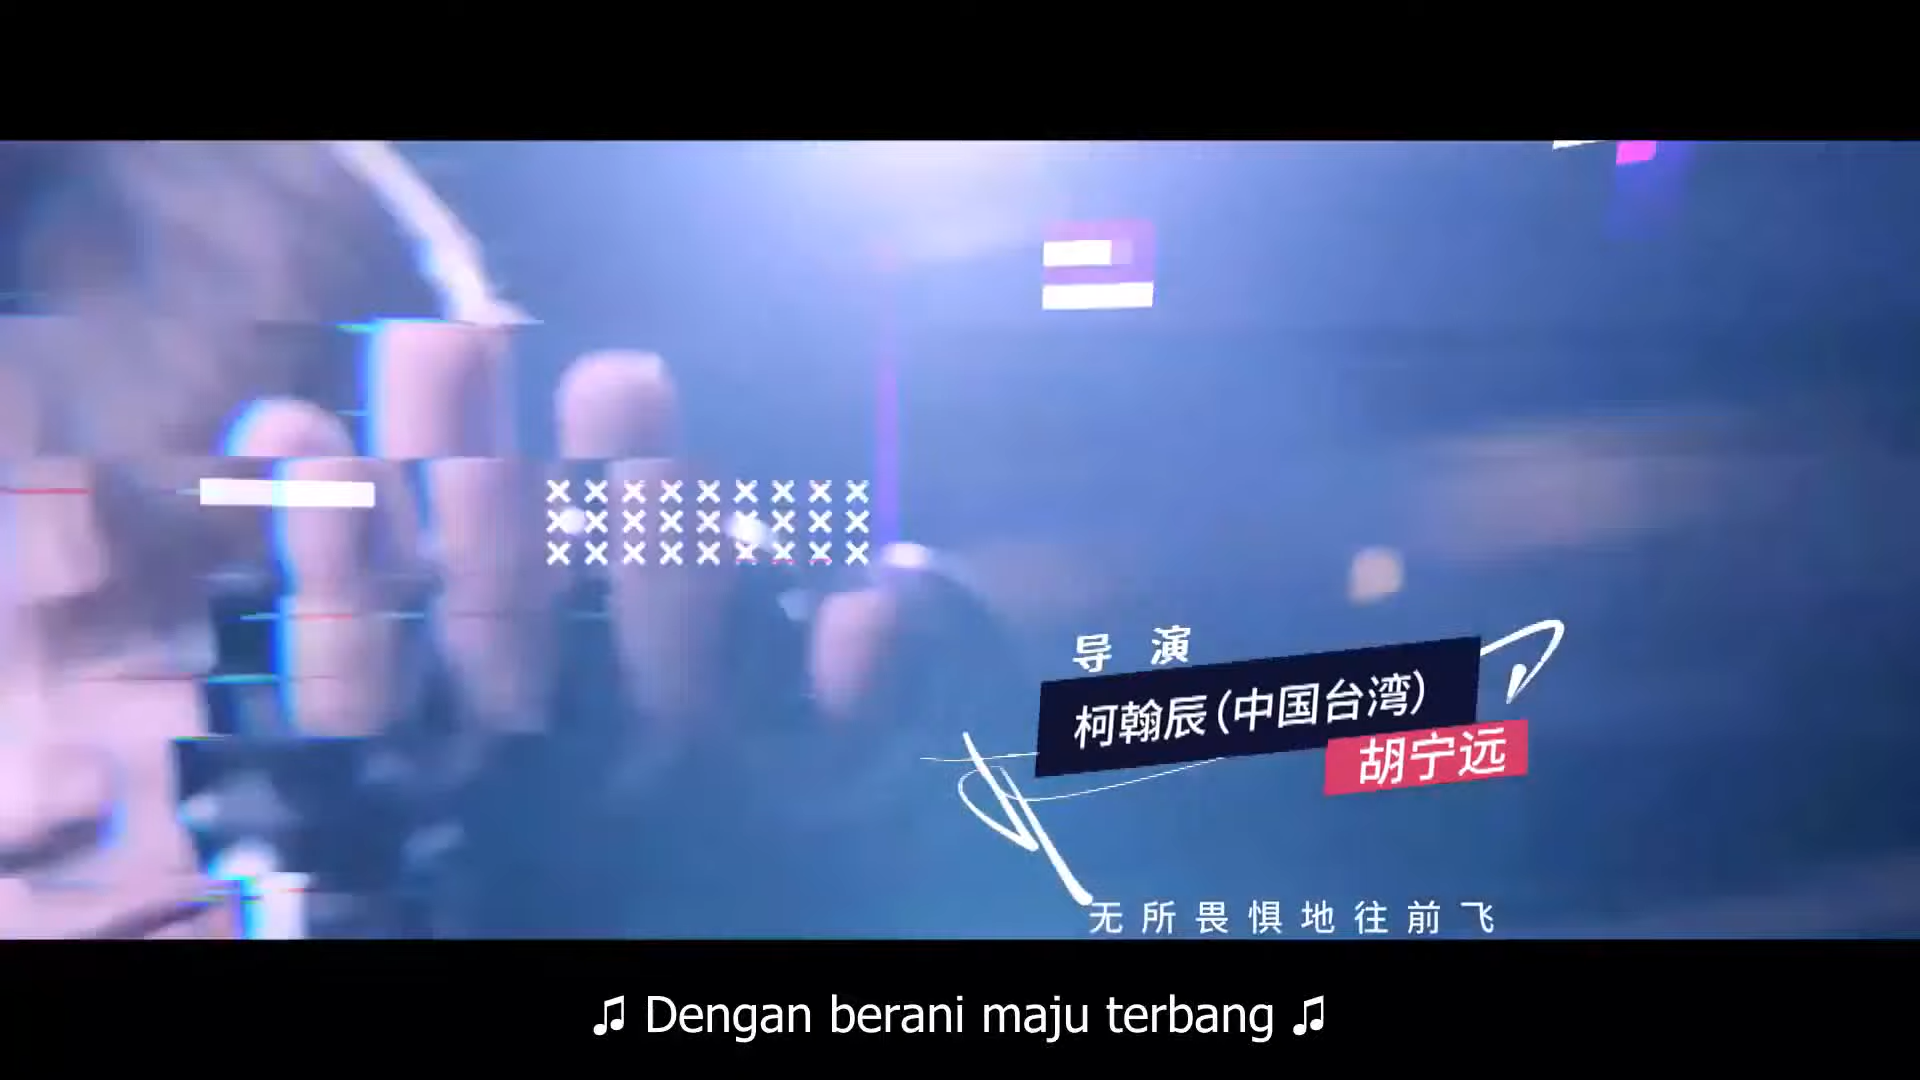 导演
柯翰辰(中国台湾)
胡宁远
无所畏惧地往前飞
♫ Dengan berani maju terbang ♫